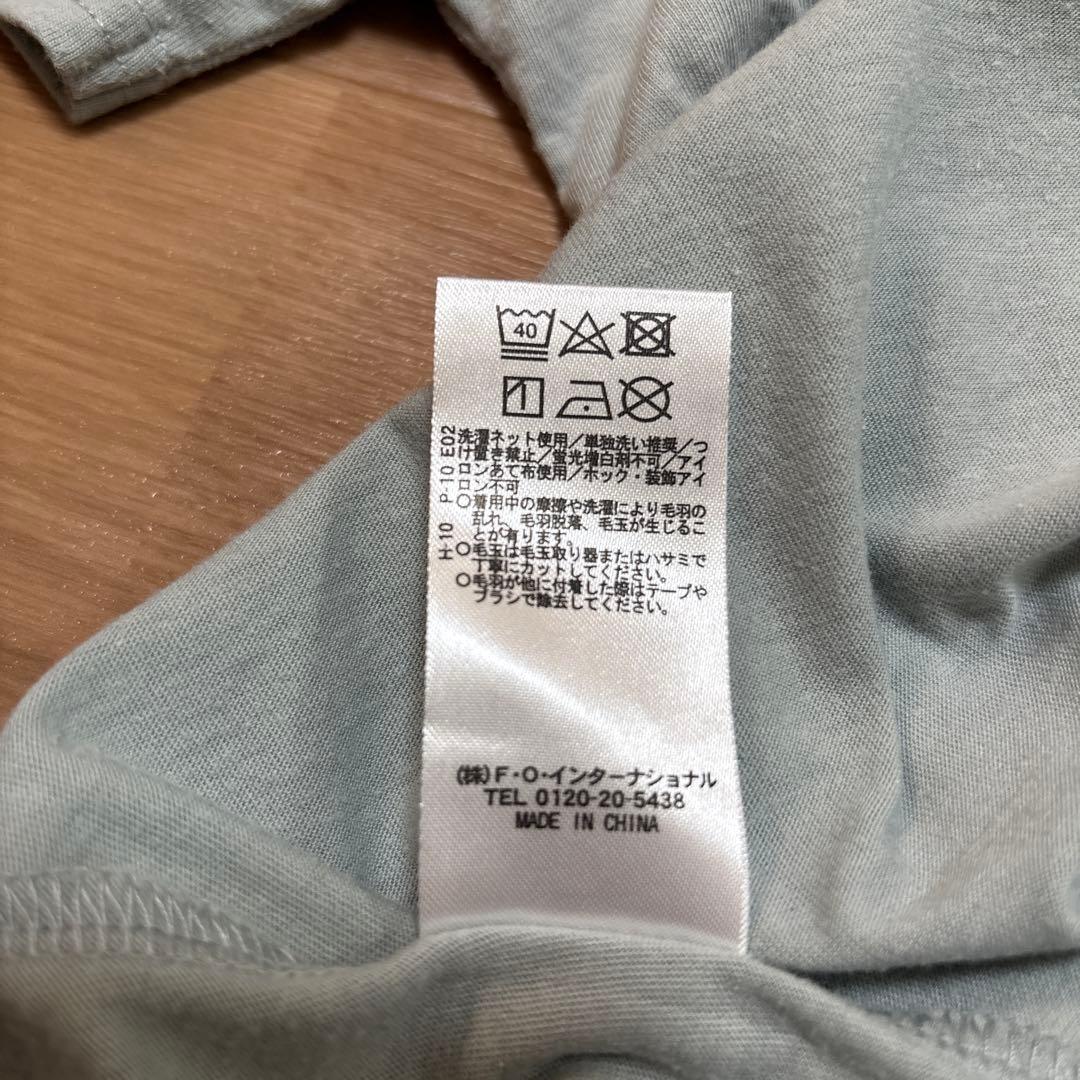 40
洗濯ネット使用／単独洗い推奨／つ
け置き禁止／蛍光増白剤不可／アイ
ロンあて布使用／ホック・装飾アイ
ロン不可
○着用中の摩擦や洗濯により毛羽の
乱れ、毛羽脱落、毛玉が生じるこ
とが有ります。
○毛玉は毛玉取り器またはハサミで
丁寧にカットしてください。
○毛羽が他に付着した際はテープや
ブラシで除去してください。
H-10 P-10 E02
(株)F・O・インターナショナル
TEL 0120-20-5438
MADE IN CHINA